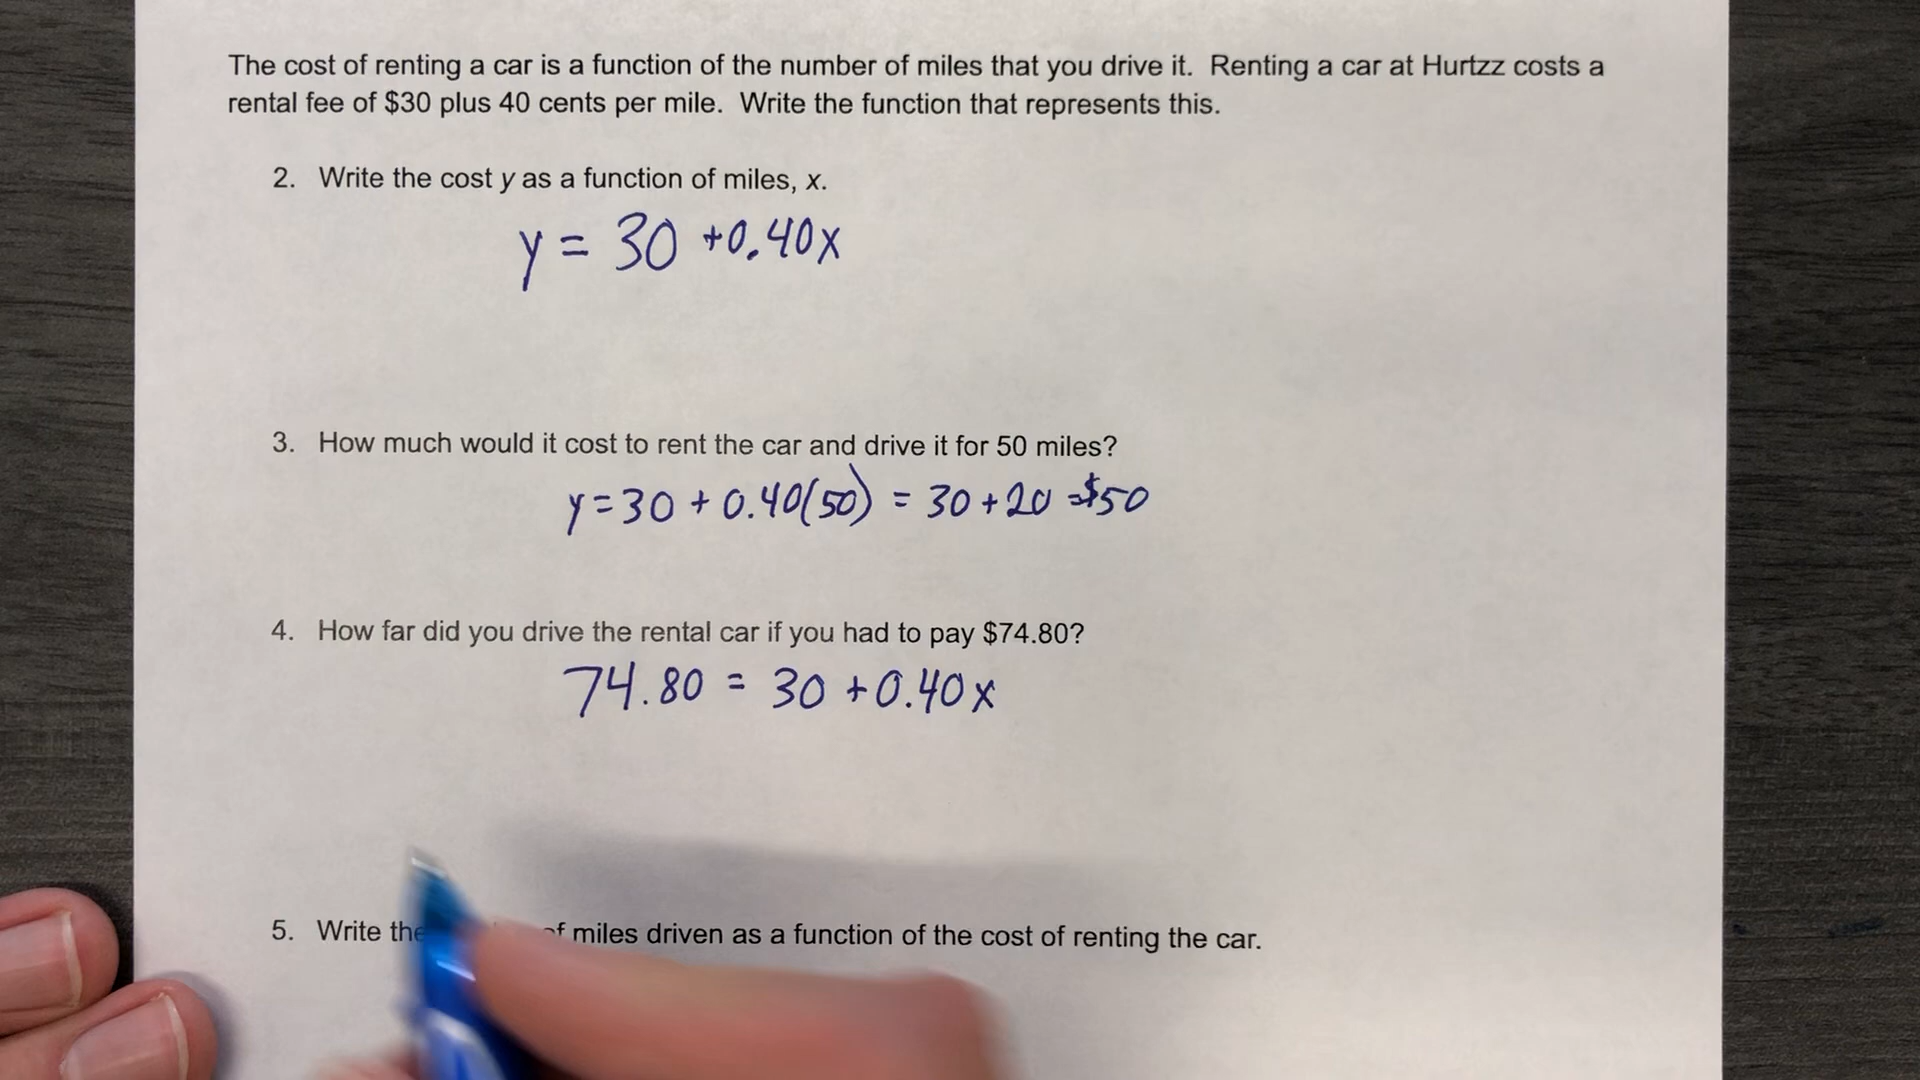 The cost of renting a car is a function of the number of miles that you drive it. Renting a car at Hurtzz costs a
rental fee of $30 plus 40 cents per mile. Write the function that represents this.
2. Write the cost y as a function of miles, x.
y = 30 +0.40x
3. How much would it cost to rent the car and drive it for 50 miles?
y=30 + 0.40(50) = 30+20 =$50
4. How far did you drive the rental car if you had to pay $74.80?
74.80 = 30 +0.40x
5. Write the of miles driven as a function of the cost of renting the car.